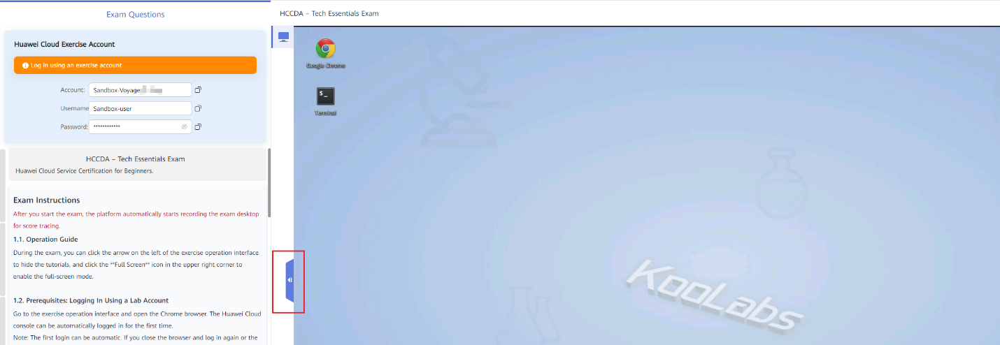 Exam Questions
HCCDA – Tech Essentials Exam
Huawei Cloud Exercise Account
Log in using an exercise account
Account: Sandbox-Voyage
Username Sandbox-user
Password: ************
HCCDA – Tech Essentials Exam
Huawei Cloud Service Certification for Beginners.
Exam Instructions
After you start the exam, the platform automatically starts recording the exam desktop
for score tracing.
1.1. Operation Guide
During the exam, you can click the arrow on the left of the exercise operation interface
to hide the tutorials, and click the **Full Screen** icon in the upper right corner to
enable the full-screen mode.
1.2. Prerequisites: Logging In Using a Lab Account
Go to the exercise operation interface and open the Chrome browser. The Huawei Cloud
console can be automatically logged in for the first time.
Note: The first login can be automatic. If you close the browser and log in again or the
Google Chrome
$_
Terminal
KooLabs